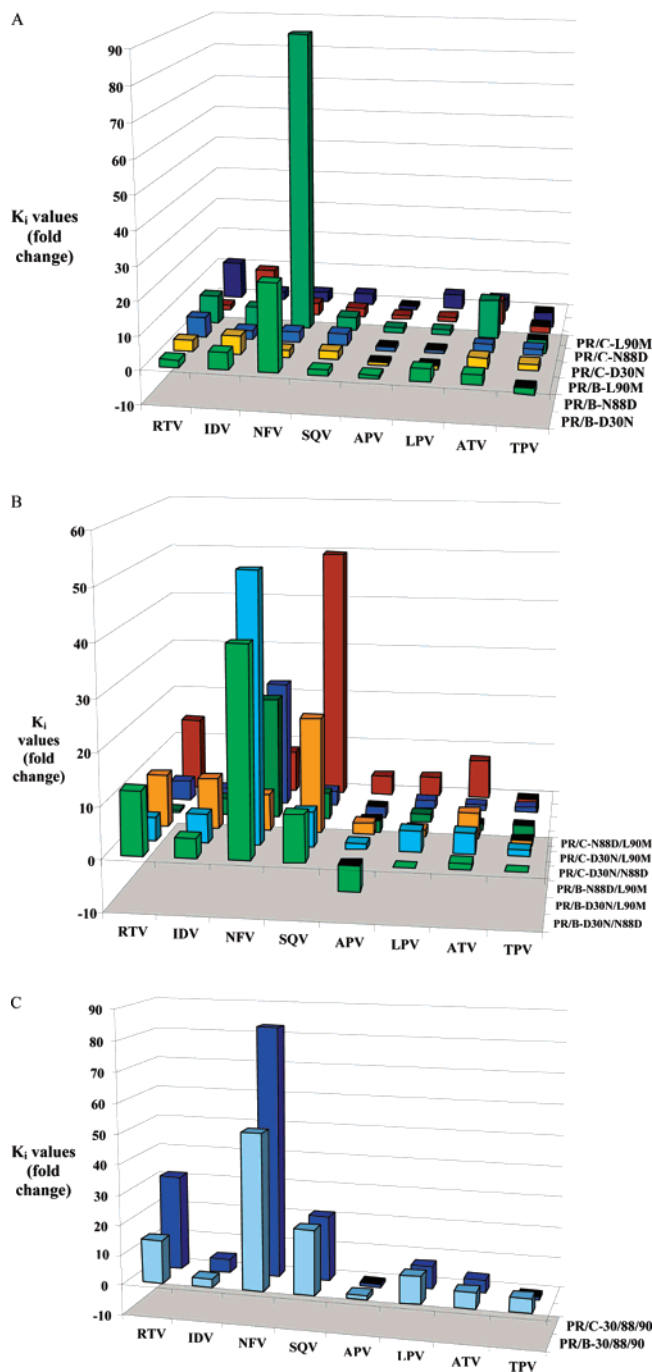 A
90
80
70
60
50
40
30
20
10
0
-10
K_i values
(fold
change)
RTV IDV NFV SQV APV LPV ATV TPV
PR/C-L90M
PR/C-N88D
PR/C-D30N
PR/B-L90M
PR/B-N88D
PR/B-D30N
B
60
50
40
30
20
10
0
-10
K_i
values
(fold
change)
RTV IDV NFV SQV APV LPV ATV TPV
PR/C-N88D/L90M
PR/C-D30N/L90M
PR/C-D30N/N88D
PR/B-N88D/L90M
PR/B-D30N/L90M
PR/B-D30N/N88D
C
90
80
70
60
50
40
30
20
10
0
-10
K_i values
(fold
change)
RTV IDV NFV SQV APV LPV ATV TPV
PR/C-30/88/90
PR/B-30/88/90